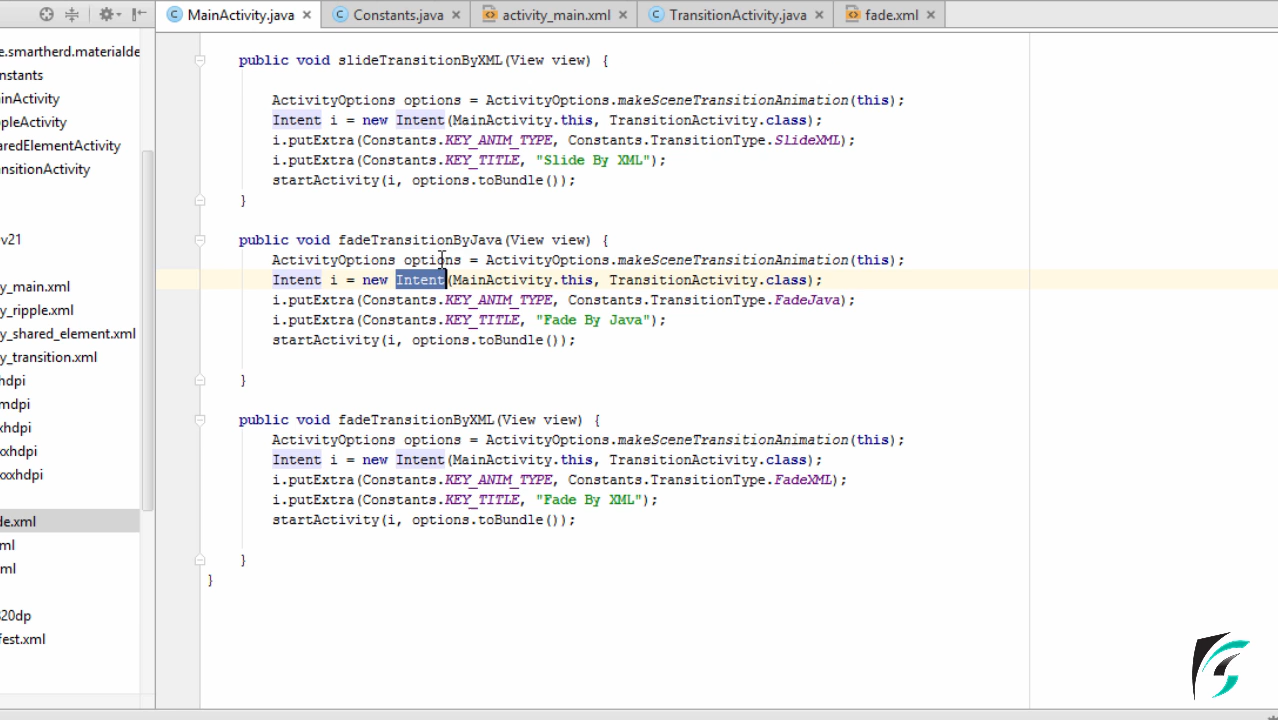 MainActivity.java
Constants.java
activity_main.xml
TransitionActivity.java
fade.xml
e.smartherd.materialde
nstants
inActivity
ppleActivity
aredElementActivity
ansitionActivity
v21
y_main.xml
y_ripple.xml
y_shared_element.xml
y_transition.xml
hdpi
mdpi
xhdpi
xxhdpi
xxxhdpi
de.xml
ml
ml
820dp
fest.xml
public void slideTransitionByXML(View view) {
ActivityOptions options = ActivityOptions.makeSceneTransitionAnimation(this);
Intent i = new Intent(MainActivity.this, TransitionActivity.class);
i.putExtra(Constants.KEY_ANIM_TYPE, Constants.TransitionType.SlideXML);
i.putExtra(Constants.KEY_TITLE, "Slide By XML");
startActivity(i, options.toBundle());
}
public void fadeTransitionByJava(View view) {
ActivityOptions options = ActivityOptions.makeSceneTransitionAnimation(this);
Intent i = new Intent(MainActivity.this, TransitionActivity.class);
i.putExtra(Constants.KEY_ANIM_TYPE, Constants.TransitionType.FadeJava);
i.putExtra(Constants.KEY_TITLE, "Fade By Java");
startActivity(i, options.toBundle());
}
public void fadeTransitionByXML(View view) {
ActivityOptions options = ActivityOptions.makeSceneTransitionAnimation(this);
Intent i = new Intent(MainActivity.this, TransitionActivity.class);
i.putExtra(Constants.KEY_ANIM_TYPE, Constants.TransitionType.FadeXML);
i.putExtra(Constants.KEY_TITLE, "Fade By XML");
startActivity(i, options.toBundle());
}
}